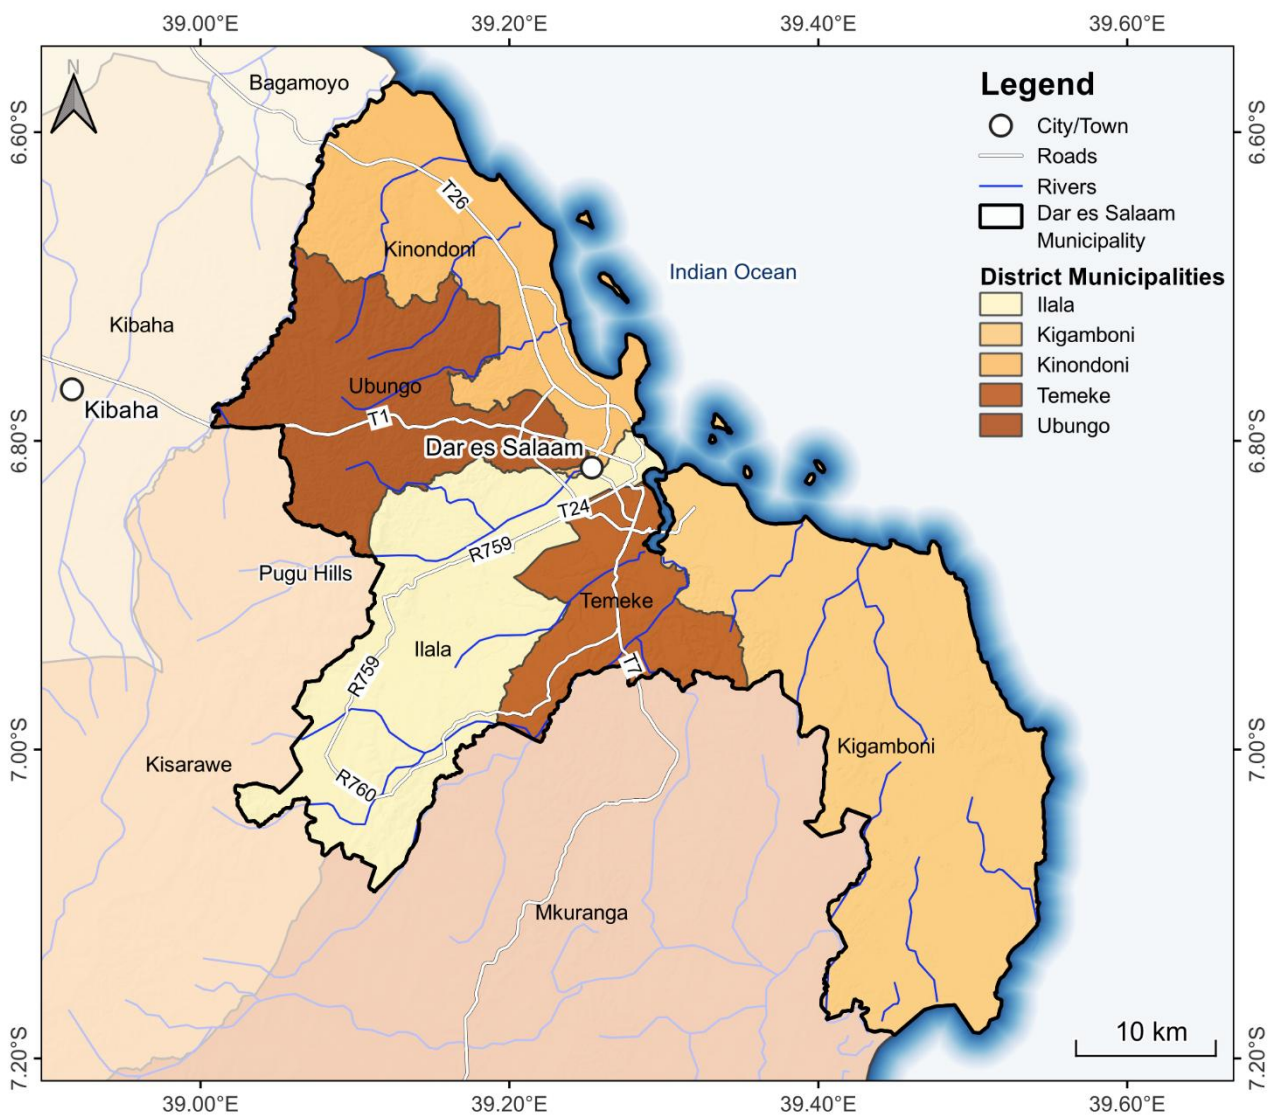 39.00°E
39.20°E
39.40°E
39.60°E
N
Bagamoyo
Legend
City/Town
Roads
Rivers
Dar es Salaam
Municipality
District Municipalities
Ilala
Kigamboni
Kinondoni
Temeke
Ubungo
6.60°S
6.60°S
T26
Kinondoni
Indian Ocean
Kibaha
Ubungo
Kibaha
T1
6.80°S
6.80°S
Dar es Salaam
T24
R759
Pugu Hills
Temeke
Ilala
R759
T7
7.00°S
7.00°S
Kigamboni
Kisarawe
R760
Mkuranga
10 km
7.20°S
7.20°S
39.00°E
39.20°E
39.40°E
39.60°E